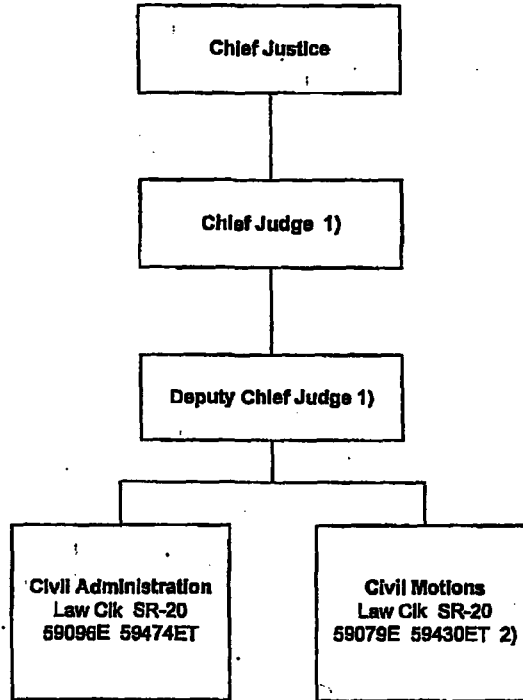 Chief Justice
Chief Judge 1)
Deputy Chief Judge 1)
Civil Administration
Law Clk SR-20
59096E 59474ET
Civil Motions
Law Clk SR-20
59079E 59430ET 2)